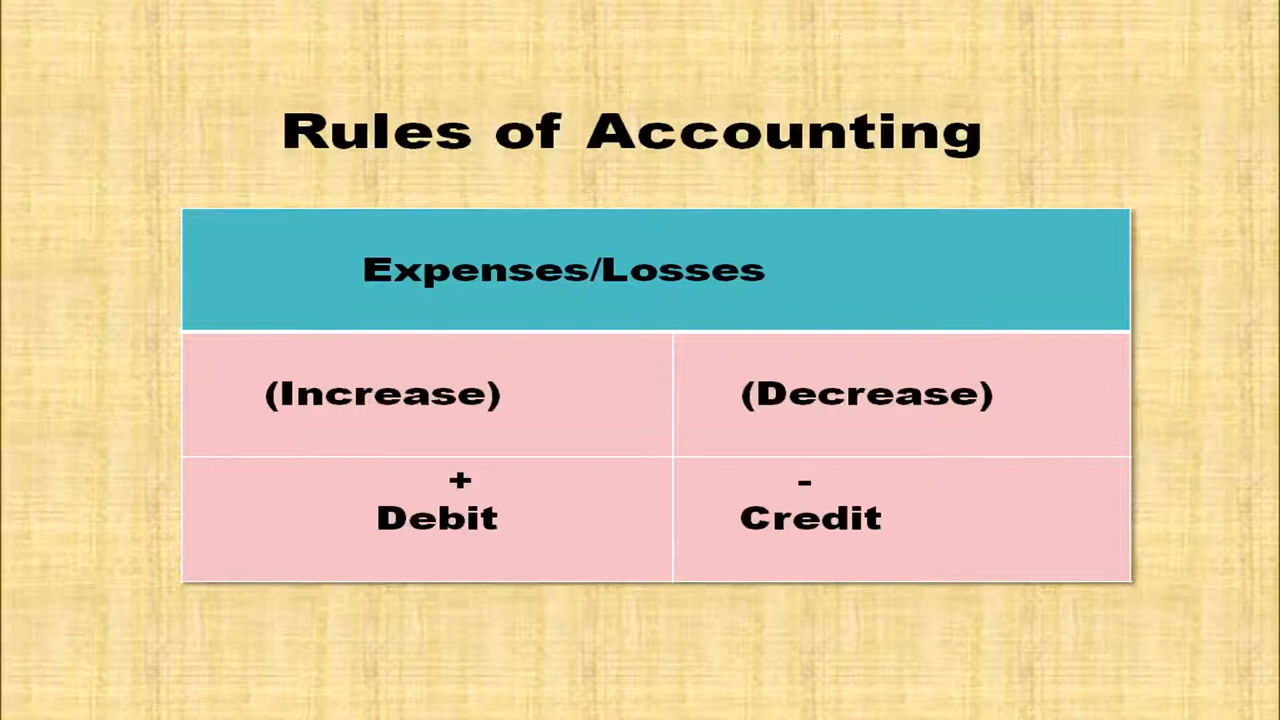 Rules of Accounting
Expenses/Losses
(Increase) (Decrease)
+ -
Debit Credit